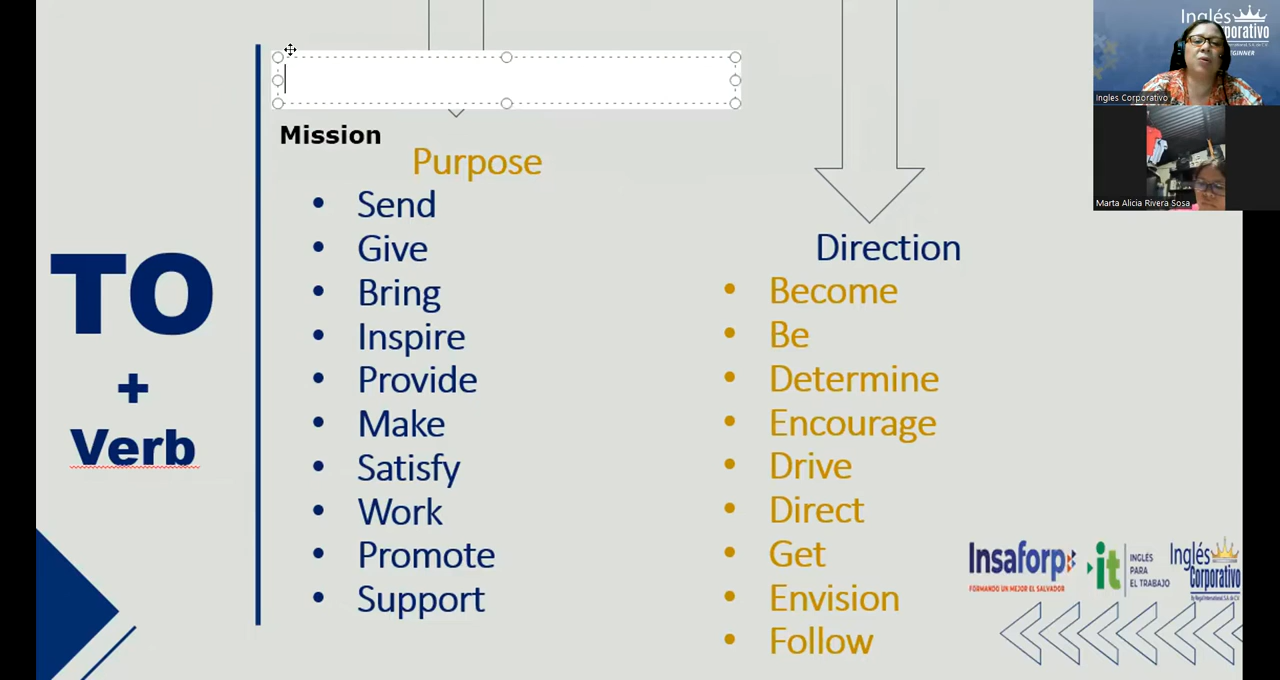 TO
+
Verb
Mission
Purpose
Send
Give
Bring
Inspire
Provide
Make
Satisfy
Work
Promote
Support
Direction
Become
Be
Determine
Encourage
Drive
Direct
Get
Envision
Follow
Insaforp
FORMANDO UN MEJOR EL SALVADOR
it
INGLÉS
PARA
EL TRABAJO
Inglés
Corporativo
Inglés
Corporativo
Ingles Corporativo
Marta Alicia Rivera Sosa